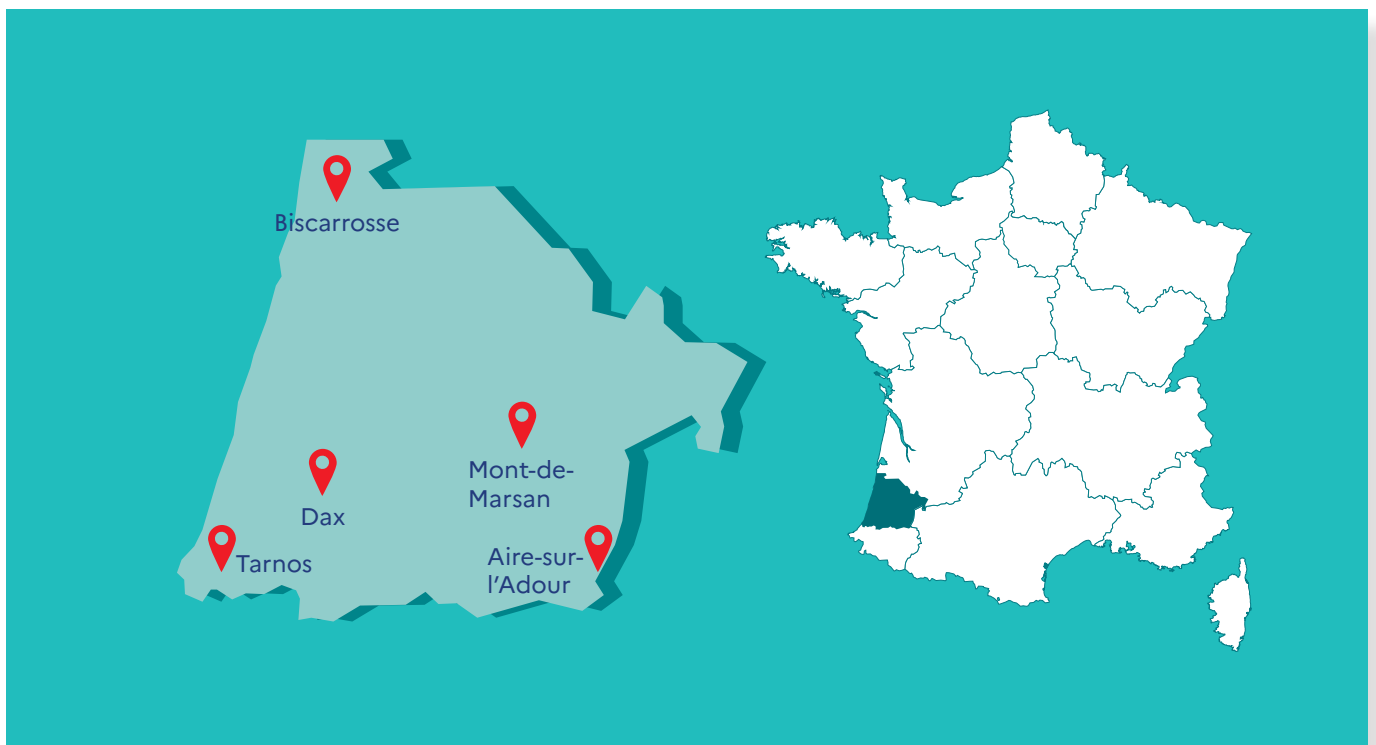 Biscarrosse
Mont-de-
Marsan
Dax
Tarnos
Aire-sur-
l'Adour